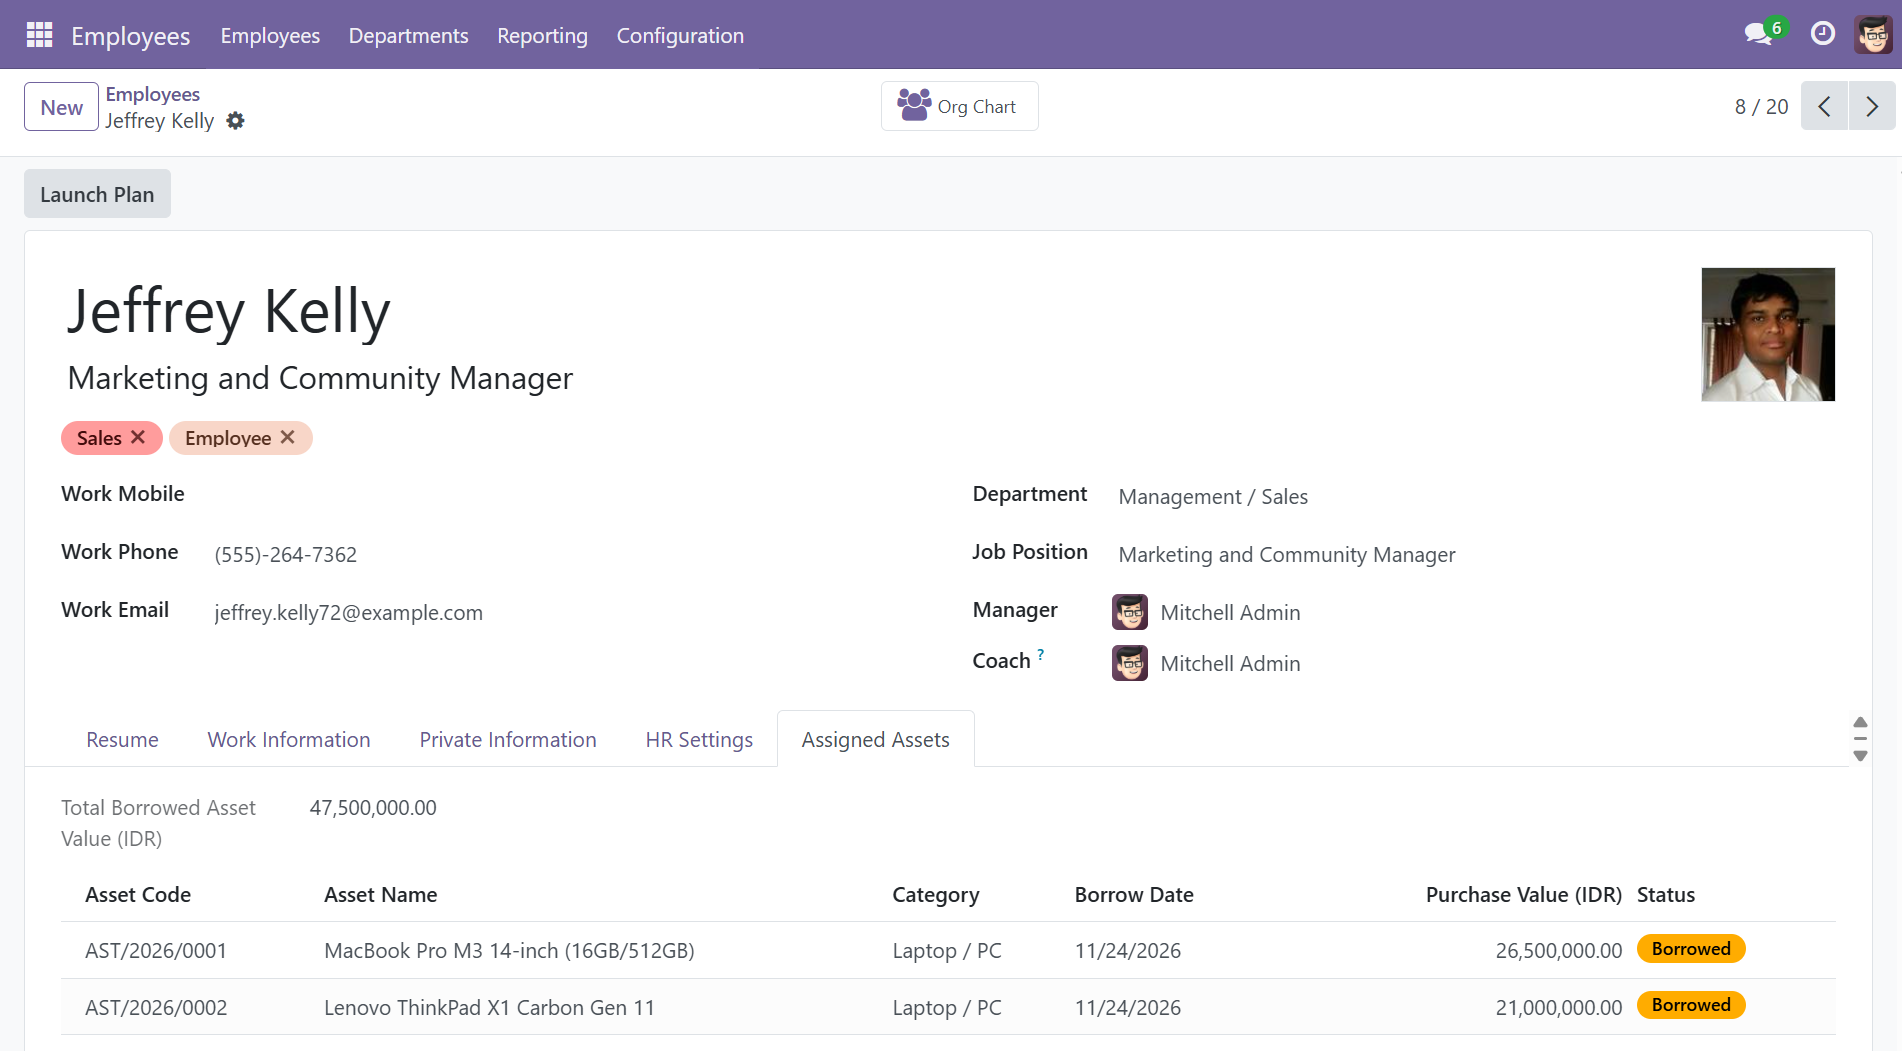 Employees Employees Departments Reporting Configuration 6
New Employees Org Chart 8 / 20
Jeffrey Kelly
Launch Plan
Jeffrey Kelly
Marketing and Community Manager
Sales Employee
Work Mobile
Work Phone (555)-264-7362
Work Email jeffrey.kelly72@example.com
Department Management / Sales
Job Position Marketing and Community Manager
Manager Mitchell Admin
Coach ? Mitchell Admin
Resume Work Information Private Information HR Settings Assigned Assets
Total Borrowed Asset Value (IDR) 47,500,000.00
Asset Code Asset Name Category Borrow Date Purchase Value (IDR) Status
AST/2026/0001 MacBook Pro M3 14-inch (16GB/512GB) Laptop / PC 11/24/2026 26,500,000.00 Borrowed
AST/2026/0002 Lenovo ThinkPad X1 Carbon Gen 11 Laptop / PC 11/24/2026 21,000,000.00 Borrowed